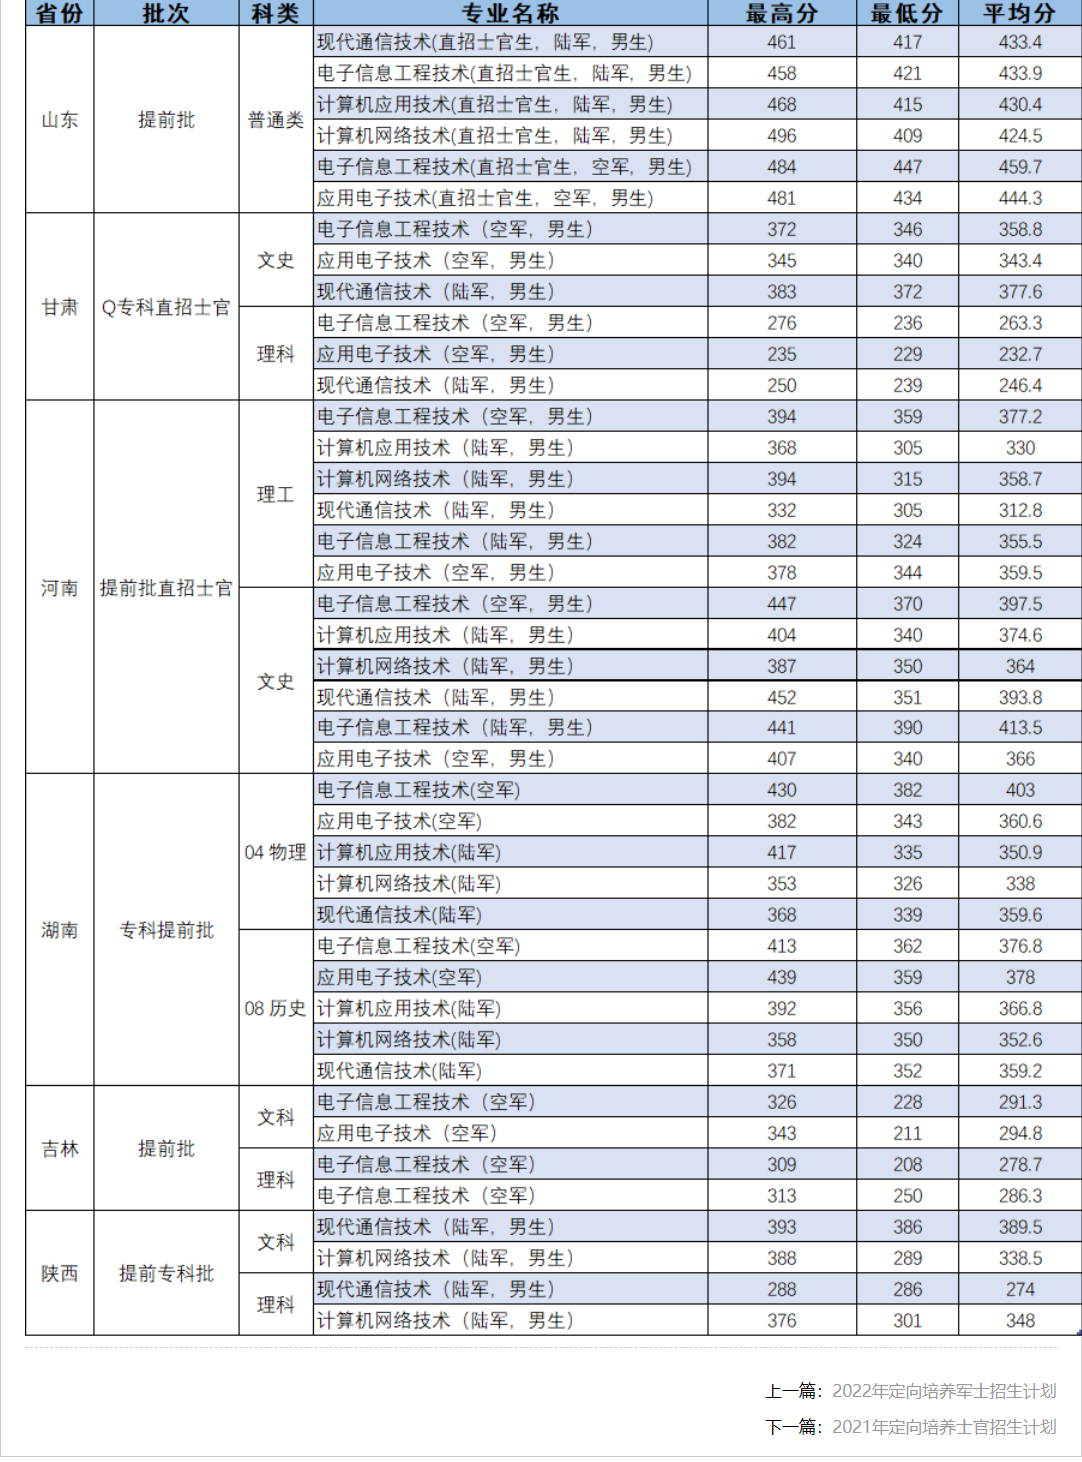 省份 批次 科类 专业名称 最高分 最低分 平均分
现代通信技术(直招士官生，陆军，男生) 461 417 433.4
电子信息工程技术(直招士官生，陆军，男生) 458 421 433.9
计算机应用技术(直招士官生，陆军，男生) 468 415 430.4
山东 提前批 普通类
计算机网络技术(直招士官生，陆军，男生) 496 409 424.5
电子信息工程技术(直招士官生，空军，男生) 484 447 459.7
应用电子技术(直招士官生，空军，男生) 481 434 444.3
电子信息工程技术（空军，男生） 372 346 358.8
文史 应用电子技术（空军，男生） 345 340 343.4
现代通信技术（陆军，男生） 383 372 377.6
甘肃 Q专科直招士官
电子信息工程技术（空军，男生） 276 236 263.3
理科 应用电子技术（空军，男生） 235 229 232.7
现代通信技术（陆军，男生） 250 239 246.4
电子信息工程技术（空军，男生） 394 359 377.2
计算机应用技术（陆军，男生） 368 305 330
计算机网络技术（陆军，男生） 394 315 358.7
理工
现代通信技术（陆军，男生） 332 305 312.8
电子信息工程技术（陆军，男生） 382 324 355.5
应用电子技术（空军，男生） 378 344 359.5
河南 提前批直招士官
电子信息工程技术（空军，男生） 447 370 397.5
计算机应用技术（陆军，男生） 404 340 374.6
计算机网络技术（陆军，男生） 387 350 364
文史
现代通信技术（陆军，男生） 452 351 393.8
电子信息工程技术（陆军，男生） 441 390 413.5
应用电子技术（空军，男生） 407 340 366
电子信息工程技术(空军) 430 382 403
应用电子技术(空军) 382 343 360.6
04 物理 计算机应用技术(陆军) 417 335 350.9
计算机网络技术(陆军) 353 326 338
现代通信技术(陆军) 368 339 359.6
湖南 专科提前批
电子信息工程技术(空军) 413 362 376.8
应用电子技术(空军) 439 359 378
08 历史 计算机应用技术(陆军) 392 356 366.8
计算机网络技术(陆军) 358 350 352.6
现代通信技术(陆军) 371 352 359.2
电子信息工程技术（空军） 326 228 291.3
文科
应用电子技术（空军） 343 211 294.8
吉林 提前批
电子信息工程技术（空军） 309 208 278.7
理科
电子信息工程技术（空军） 313 250 286.3
现代通信技术（陆军，男生） 393 386 389.5
文科
计算机网络技术（陆军，男生） 388 289 338.5
陕西 提前专科批
现代通信技术（陆军，男生） 288 286 274
理科
计算机网络技术（陆军，男生） 376 301 348
上一篇：2022年定向培养军士招生计划
下一篇：2021年定向培养士官招生计划